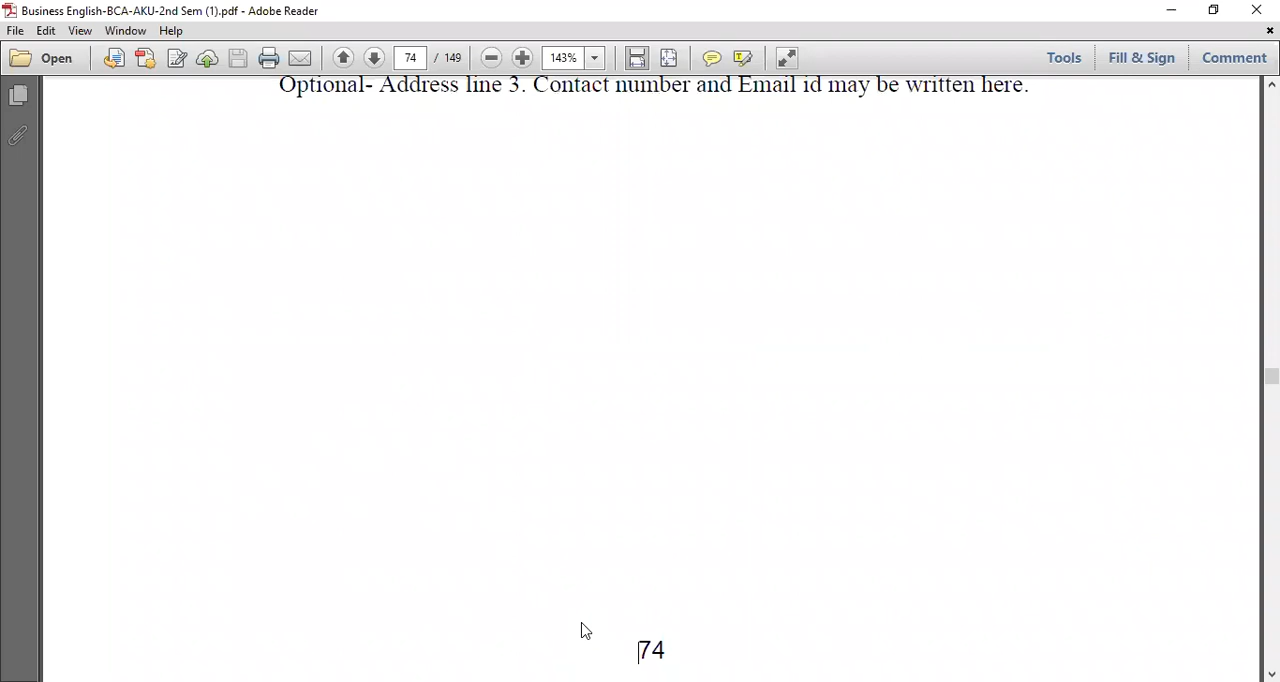 Business English-BCA-AKU-2nd Sem (1).pdf - Adobe Reader
File Edit View Window Help
Open 74 / 149 143% Tools Fill & Sign Comment
Optional- Address line 3. Contact number and Email id may be written here.
74